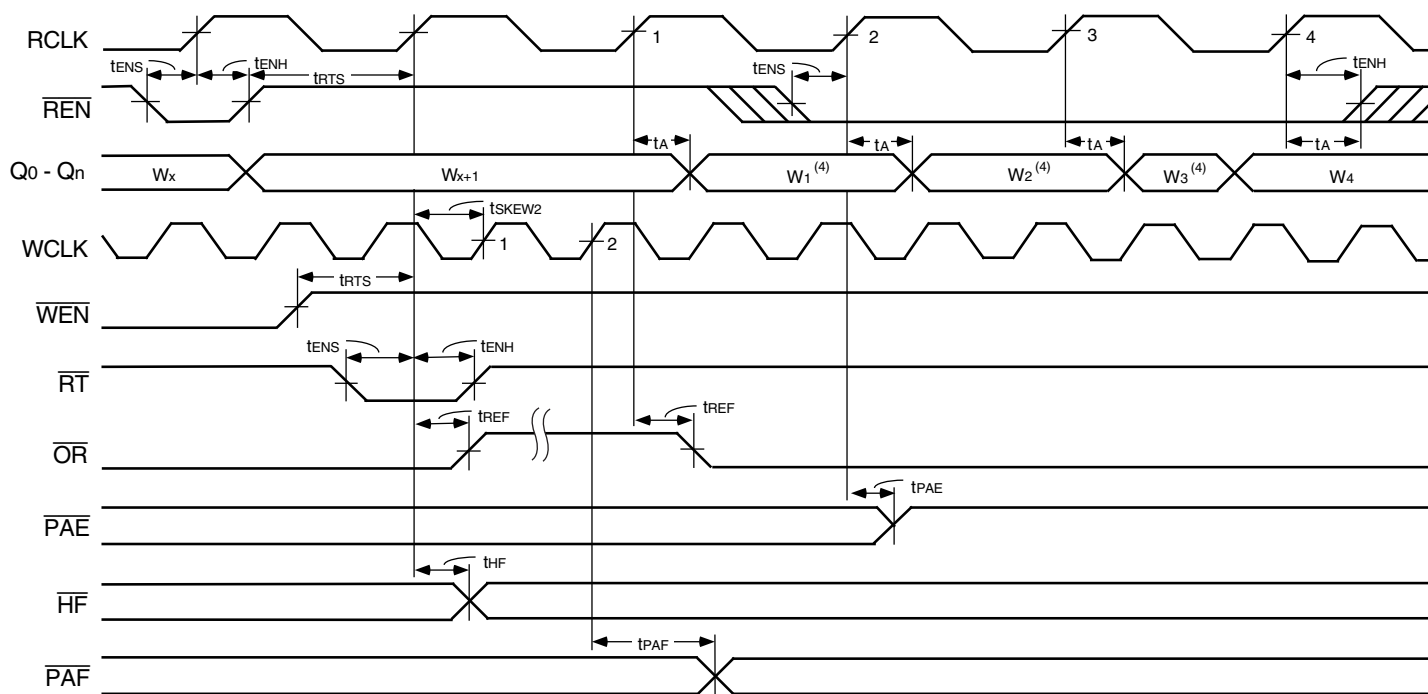 RCLK 1 2 3 4
tENS tENH tRTS tENS tENH
REN
tA tA tA tA
Q0 - Qn Wx Wx+1 W1(4) W2(4) W3(4) W4
tSKEW2
WCLK 1 2
tRTS
WEN
tENS tENH
RT
tREF tREF
OR
tPAE
PAE
tHF
HF
tPAF
PAF